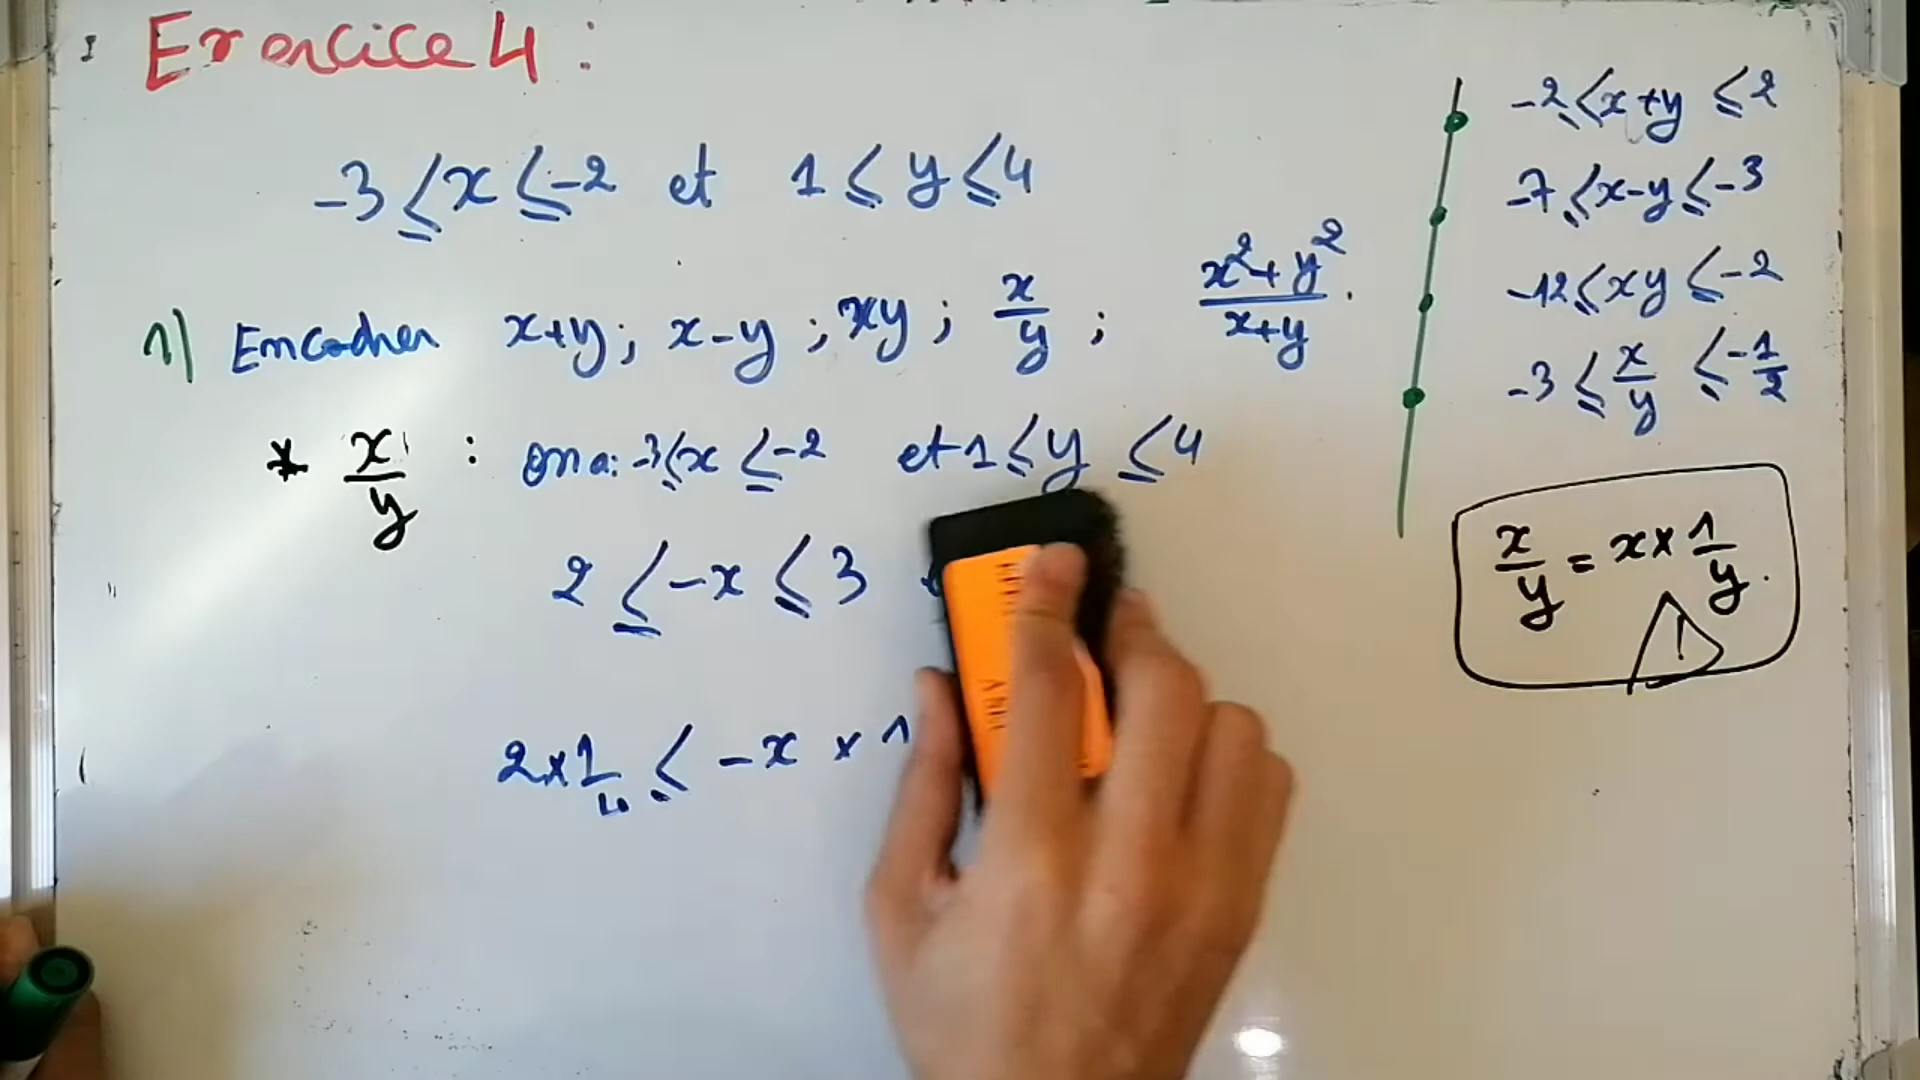 Exercice 4 :
-3 ≤ x ≤ -2 et 1 ≤ y ≤ 4
1) Encadrer x+y ; x-y ; xy ; x/y ; (x²+y²)/(x+y).
* x/y : on a: -3 ≤ x ≤ -2 et 1 ≤ y ≤ 4
2 ≤ -x ≤ 3
2 × 1/4 ≤ -x × 1
-2 ≤ x+y ≤ 2
-7 ≤ x-y ≤ -3
-12 ≤ xy ≤ -2
-3 ≤ x/y ≤ -1/2
x/y = x × 1/y.
!